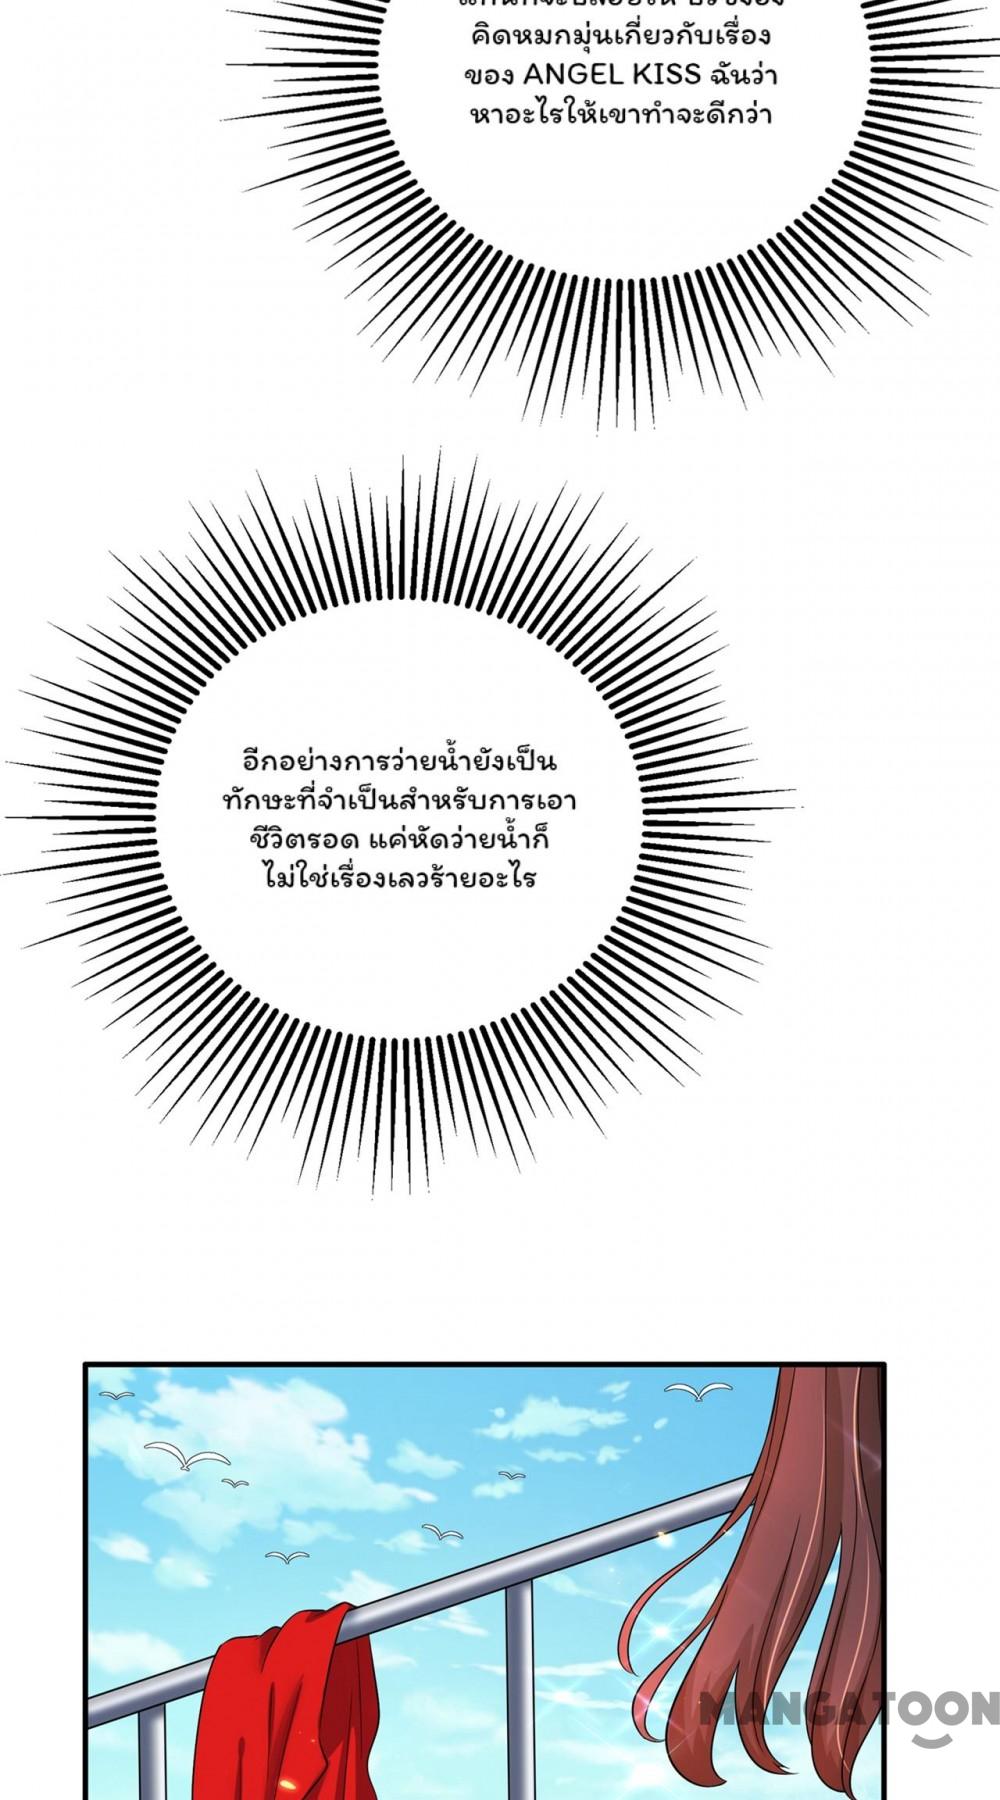 คิดหมกมุ่นเกี่ยวกับเรื่อง
ของ ANGEL KISS ฉันว่า
หาอะไรให้เขาทำจะดีกว่า
อีกอย่างการว่ายน้ำยังเป็น
ทักษะที่จำเป็นสำหรับการเอา
ชีวิตรอด แค่หัดว่ายน้ำก็
ไม่ใช่เรื่องเลวร้ายอะไร
MANGATOON